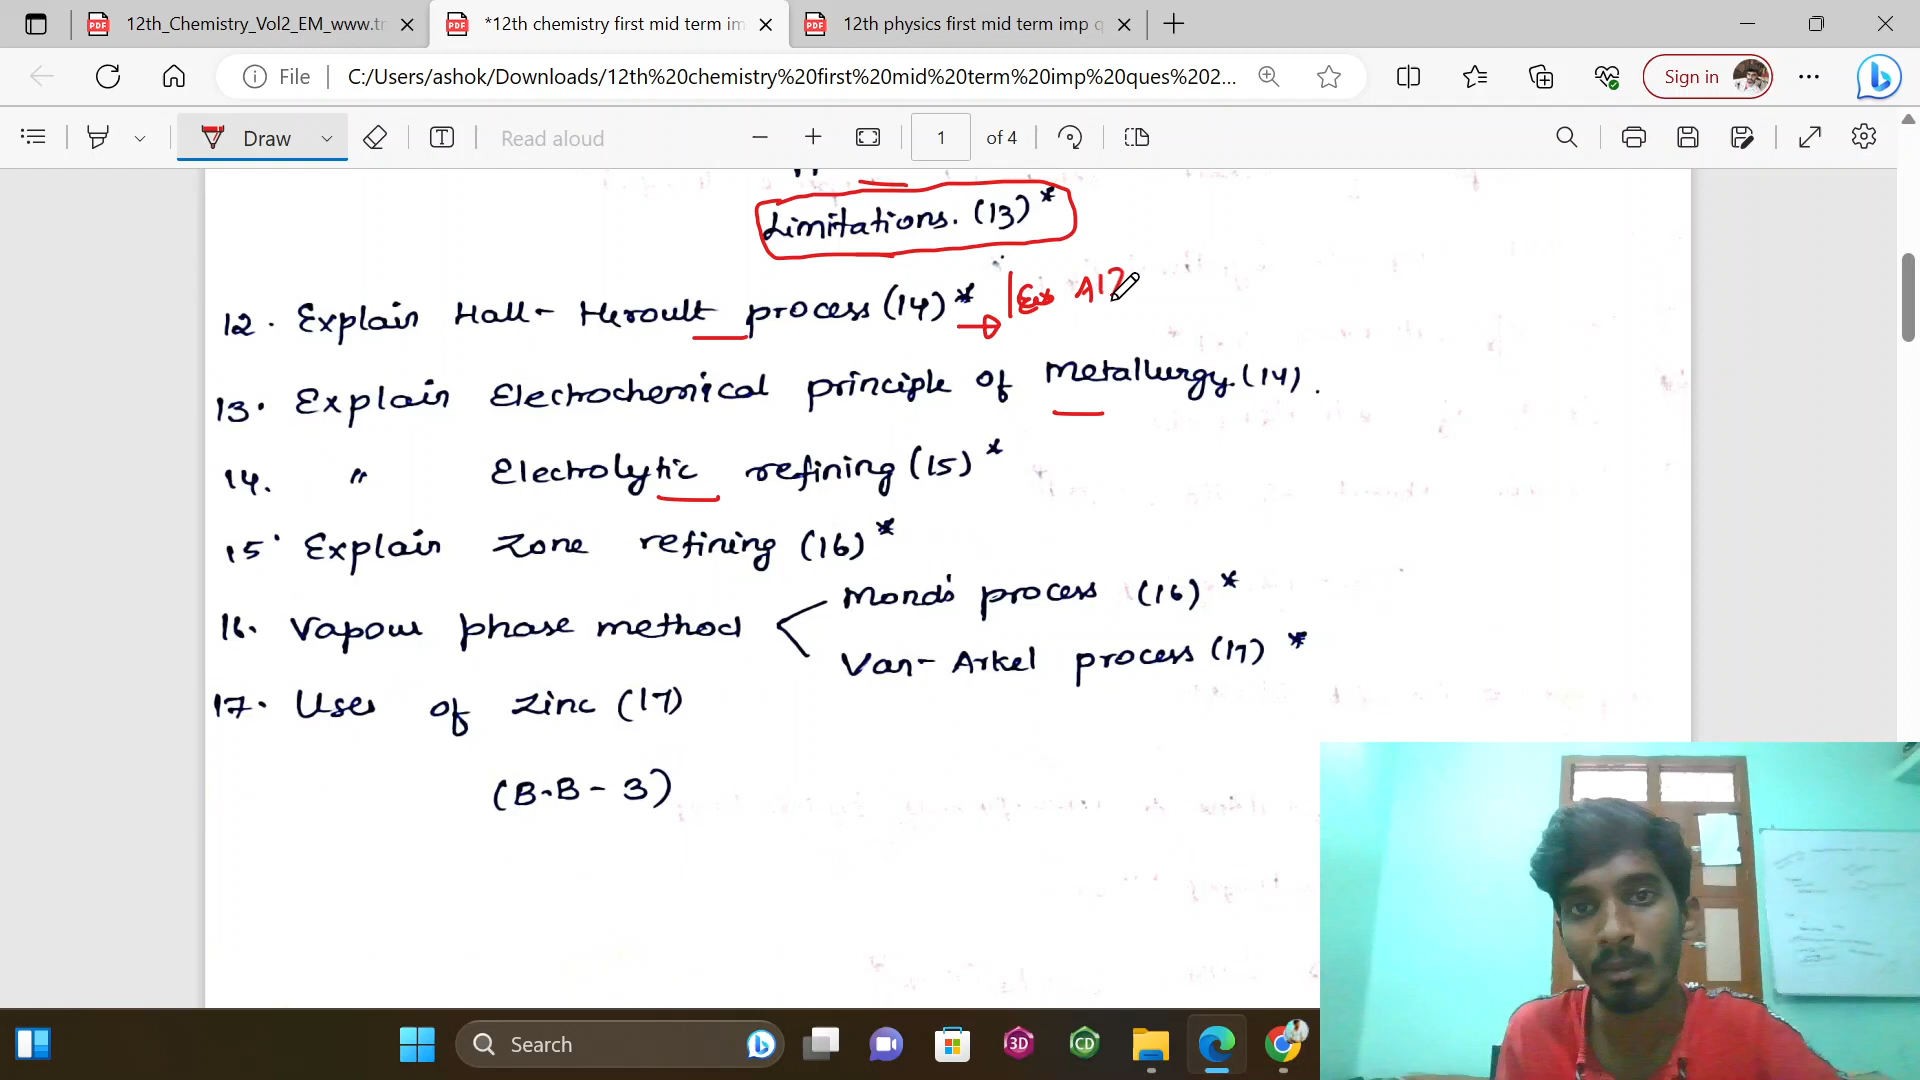 12th_Chemistry_Vol2_EM_www.tr
*12th chemistry first mid term im
12th physics first mid term imp q
File
C:/Users/ashok/Downloads/12th%20chemistry%20first%20mid%20term%20imp%20ques%202...
Sign in
Draw
Read aloud
1 of 4
Limitations. (13)*
12. Explain Hall- Heroult process (14)* → Ex Al
13. Explain Electrochemical principle of Metallurgy. (14).
14. " Electrolytic refining (15)*
15. Explain Zone refining (16)*
16. Vapour phase method
Mond's process (16)*
Van-Arkel process (17)*
17. Uses of Zinc (17)
(B.B - 3)
Search
3D
CD